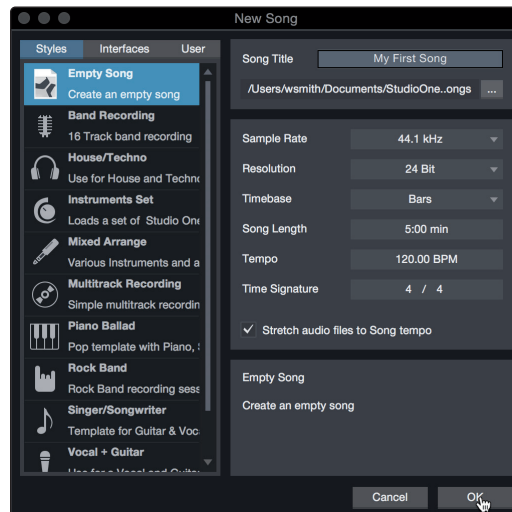 New Song
Styles Interfaces User
Empty Song
Create an empty song
Band Recording
16 Track band recording
House/Techno
Use for House and Techno
Instruments Set
Loads a set of Studio One
Mixed Arrange
Various Instruments and a
Multitrack Recording
Simple multitrack recordin
Piano Ballad
Pop template with Piano,
Rock Band
Rock Band recording sess
Singer/Songwriter
Template for Guitar & Voc
Vocal + Guitar
Song Title My First Song
/Users/wsmith/Documents/StudioOne..ongs ...
Sample Rate 44.1 kHz
Resolution 24 Bit
Timebase Bars
Song Length 5:00 min
Tempo 120.00 BPM
Time Signature 4 / 4
Stretch audio files to Song tempo
Empty Song
Create an empty song
Cancel OK